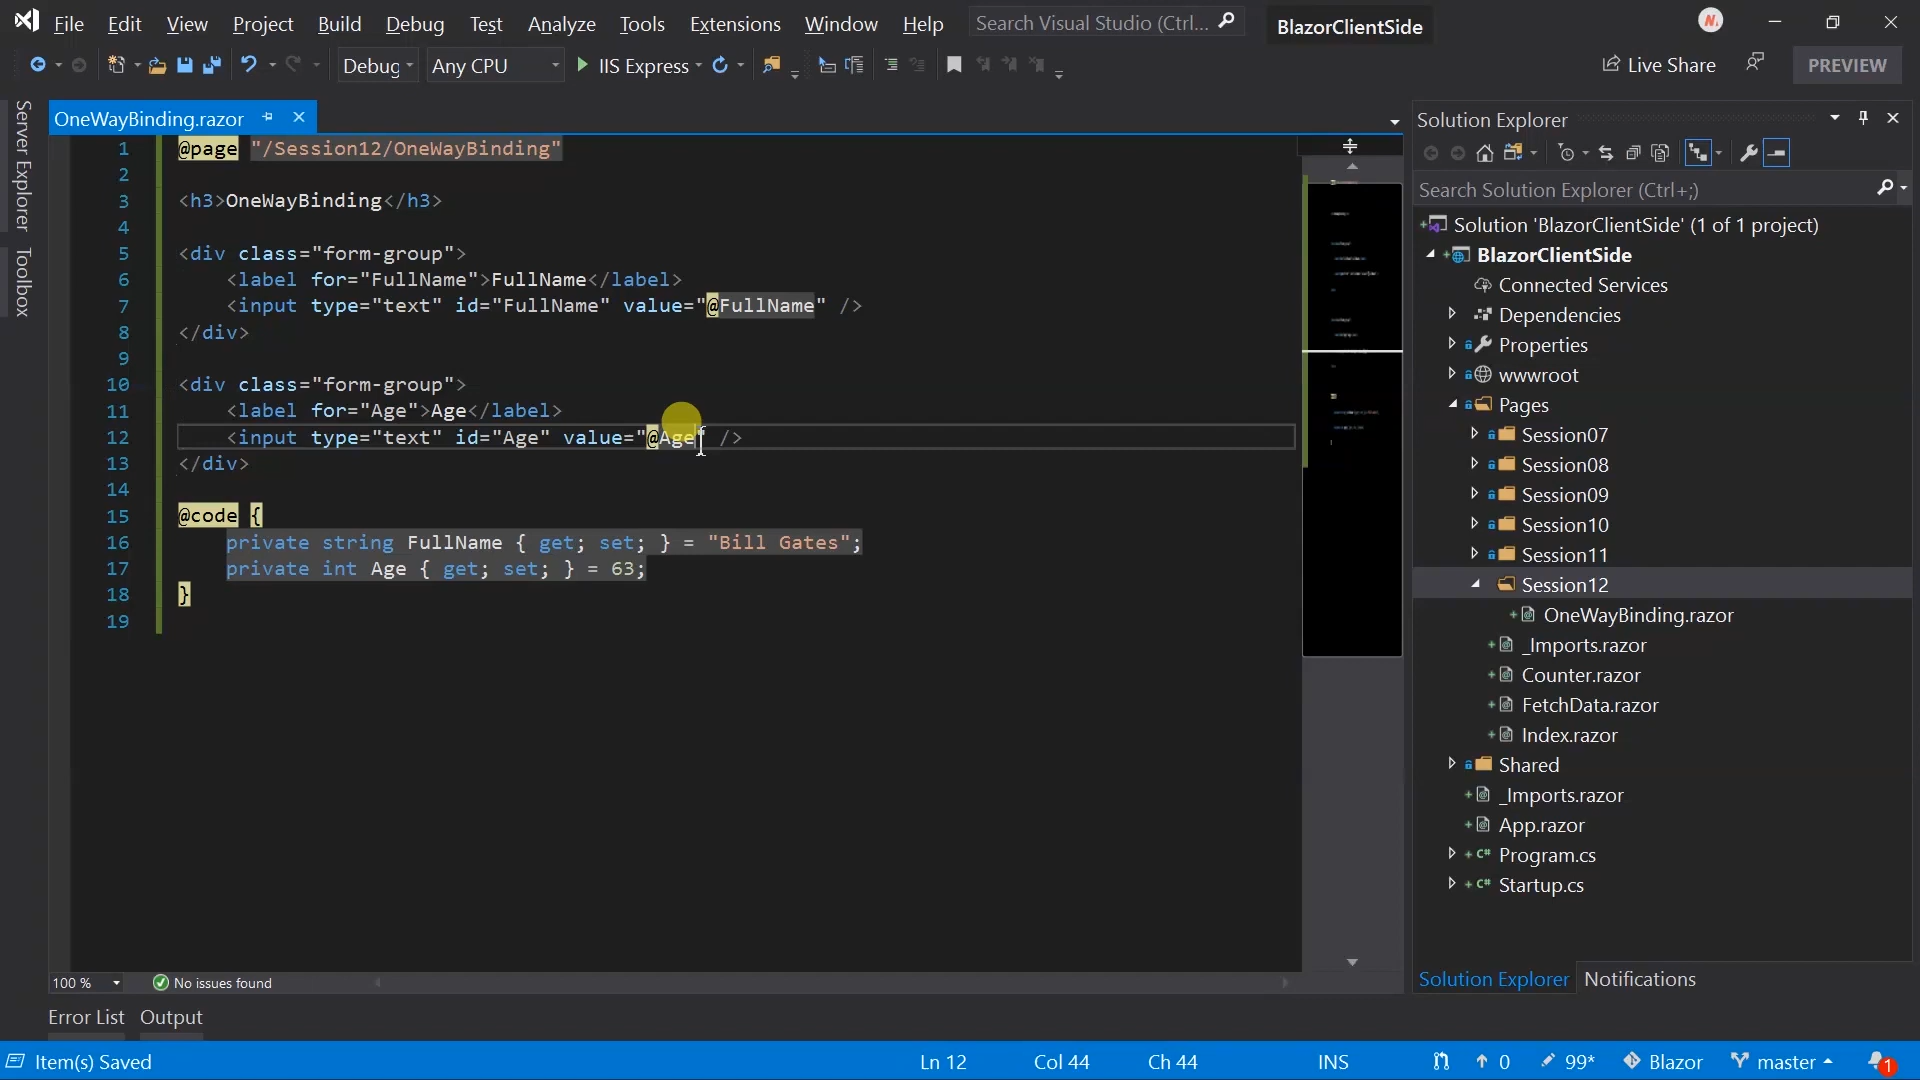 File Edit View Project Build Debug Test Analyze Tools Extensions Window Help Search Visual Studio (Ctrl... BlazorClientSide
Debug Any CPU IIS Express Live Share PREVIEW
Server Explorer
Toolbox
OneWayBinding.razor
1 @page "/Session12/OneWayBinding"
2
3 <h3>OneWayBinding</h3>
4
5 <div class="form-group">
6 <label for="FullName">FullName</label>
7 <input type="text" id="FullName" value="@FullName" />
8 </div>
9
10 <div class="form-group">
11 <label for="Age">Age</label>
12 <input type="text" id="Age" value="@Age" />
13 </div>
14
15 @code {
16 private string FullName { get; set; } = "Bill Gates";
17 private int Age { get; set; } = 63;
18 }
19
100 % No issues found
Error List Output
Solution Explorer
Search Solution Explorer (Ctrl+;)
Solution 'BlazorClientSide' (1 of 1 project)
BlazorClientSide
Connected Services
Dependencies
Properties
wwwroot
Pages
Session07
Session08
Session09
Session10
Session11
Session12
OneWayBinding.razor
_Imports.razor
Counter.razor
FetchData.razor
Index.razor
Shared
_Imports.razor
App.razor
C# Program.cs
C# Startup.cs
Solution Explorer Notifications
Item(s) Saved Ln 12 Col 44 Ch 44 INS 0 99* Blazor master 1